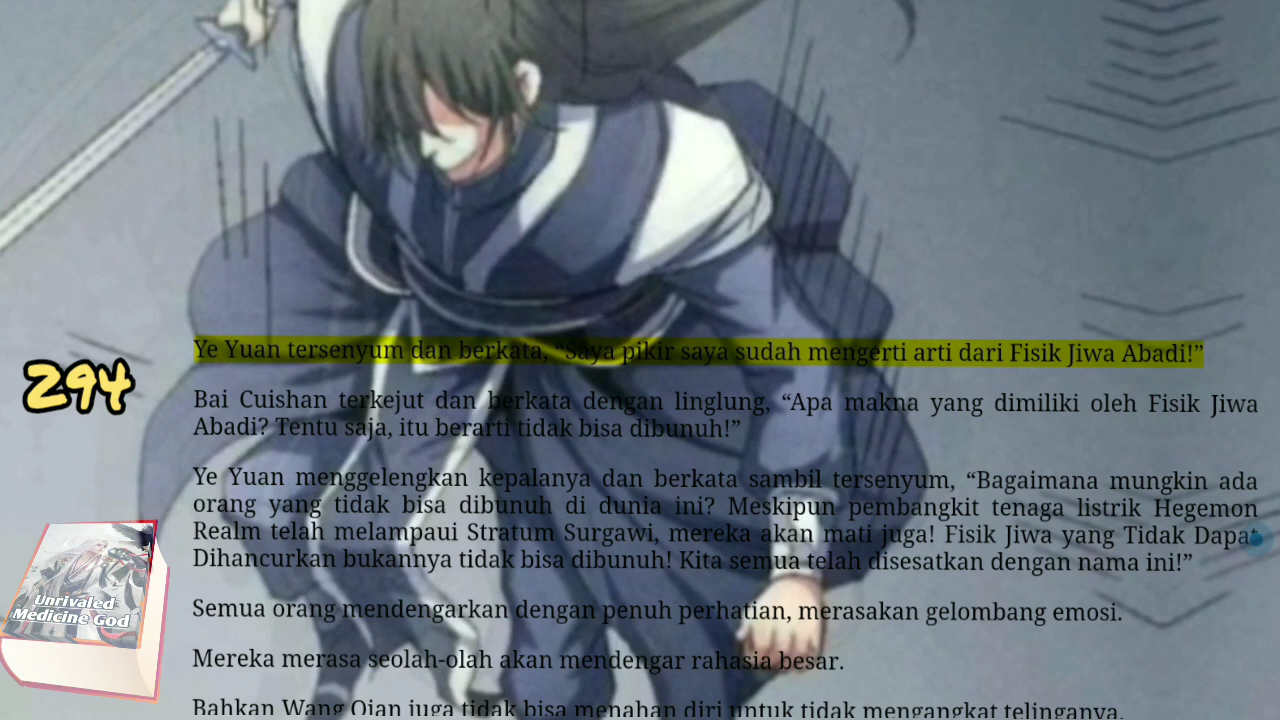 Ye Yuan tersenyum dan berkata, “Saya pikir saya sudah mengerti arti dari Fisik Jiwa Abadi!”
294
Bai Cuishan terkejut dan berkata dengan linglung, “Apa makna yang dimiliki oleh Fisik Jiwa
Abadi? Tentu saja, itu berarti tidak bisa dibunuh!”
Ye Yuan menggelengkan kepalanya dan berkata sambil tersenyum, “Bagaimana mungkin ada
orang yang tidak bisa dibunuh di dunia ini? Meskipun pembangkit tenaga listrik Hegemon
Realm telah melampaui Stratum Surgawi, mereka akan mati juga! Fisik Jiwa yang Tidak Dapat
Dihancurkan bukannya tidak bisa dibunuh! Kita semua telah disesatkan dengan nama ini!”
Unrivaled
Medicine God
Semua orang mendengarkan dengan penuh perhatian, merasakan gelombang emosi.
Mereka merasa seolah-olah akan mendengar rahasia besar.
Bahkan Wang Qian juga tidak bisa menahan diri untuk tidak mengangkat telinganya.